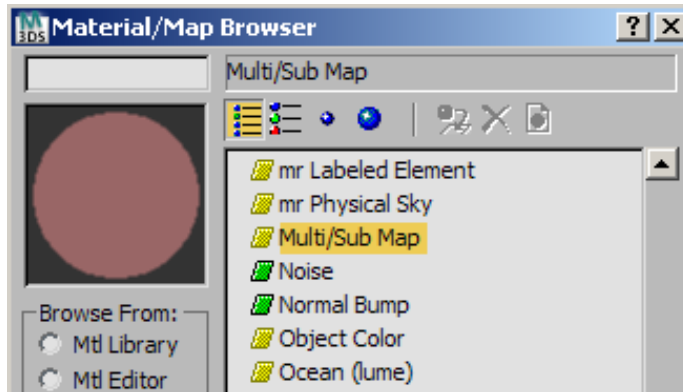 3DS Material/Map Browser
Multi/Sub Map
mr Labeled Element
mr Physical Sky
Multi/Sub Map
Noise
Normal Bump
Object Color
Ocean (lume)
Browse From:
Mtl Library
Mtl Editor